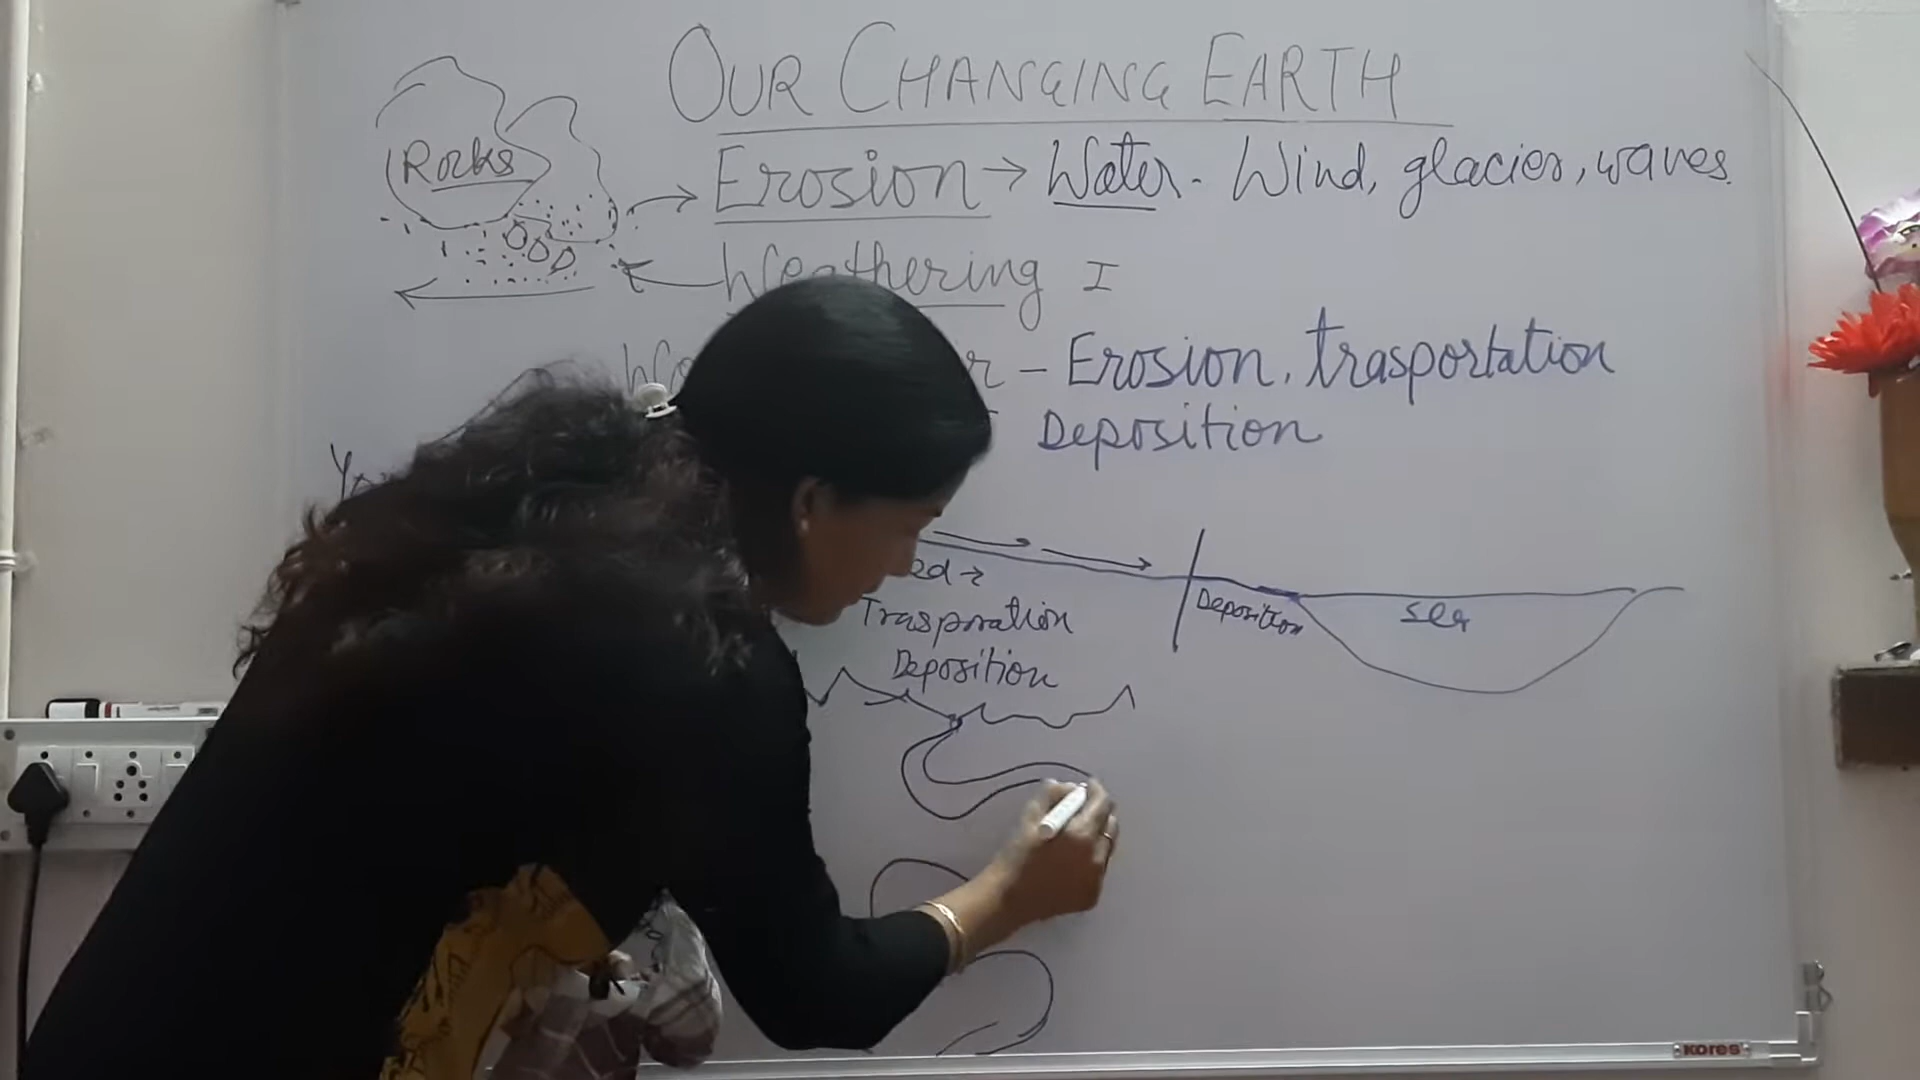 OUR CHANGING EARTH
Rocks
Erosion → Water. Wind, glacier, waves.
Weathering I
- Erosion, trasportation
Deposition
Trasporation
Deposition
Deposition
sea
KORES